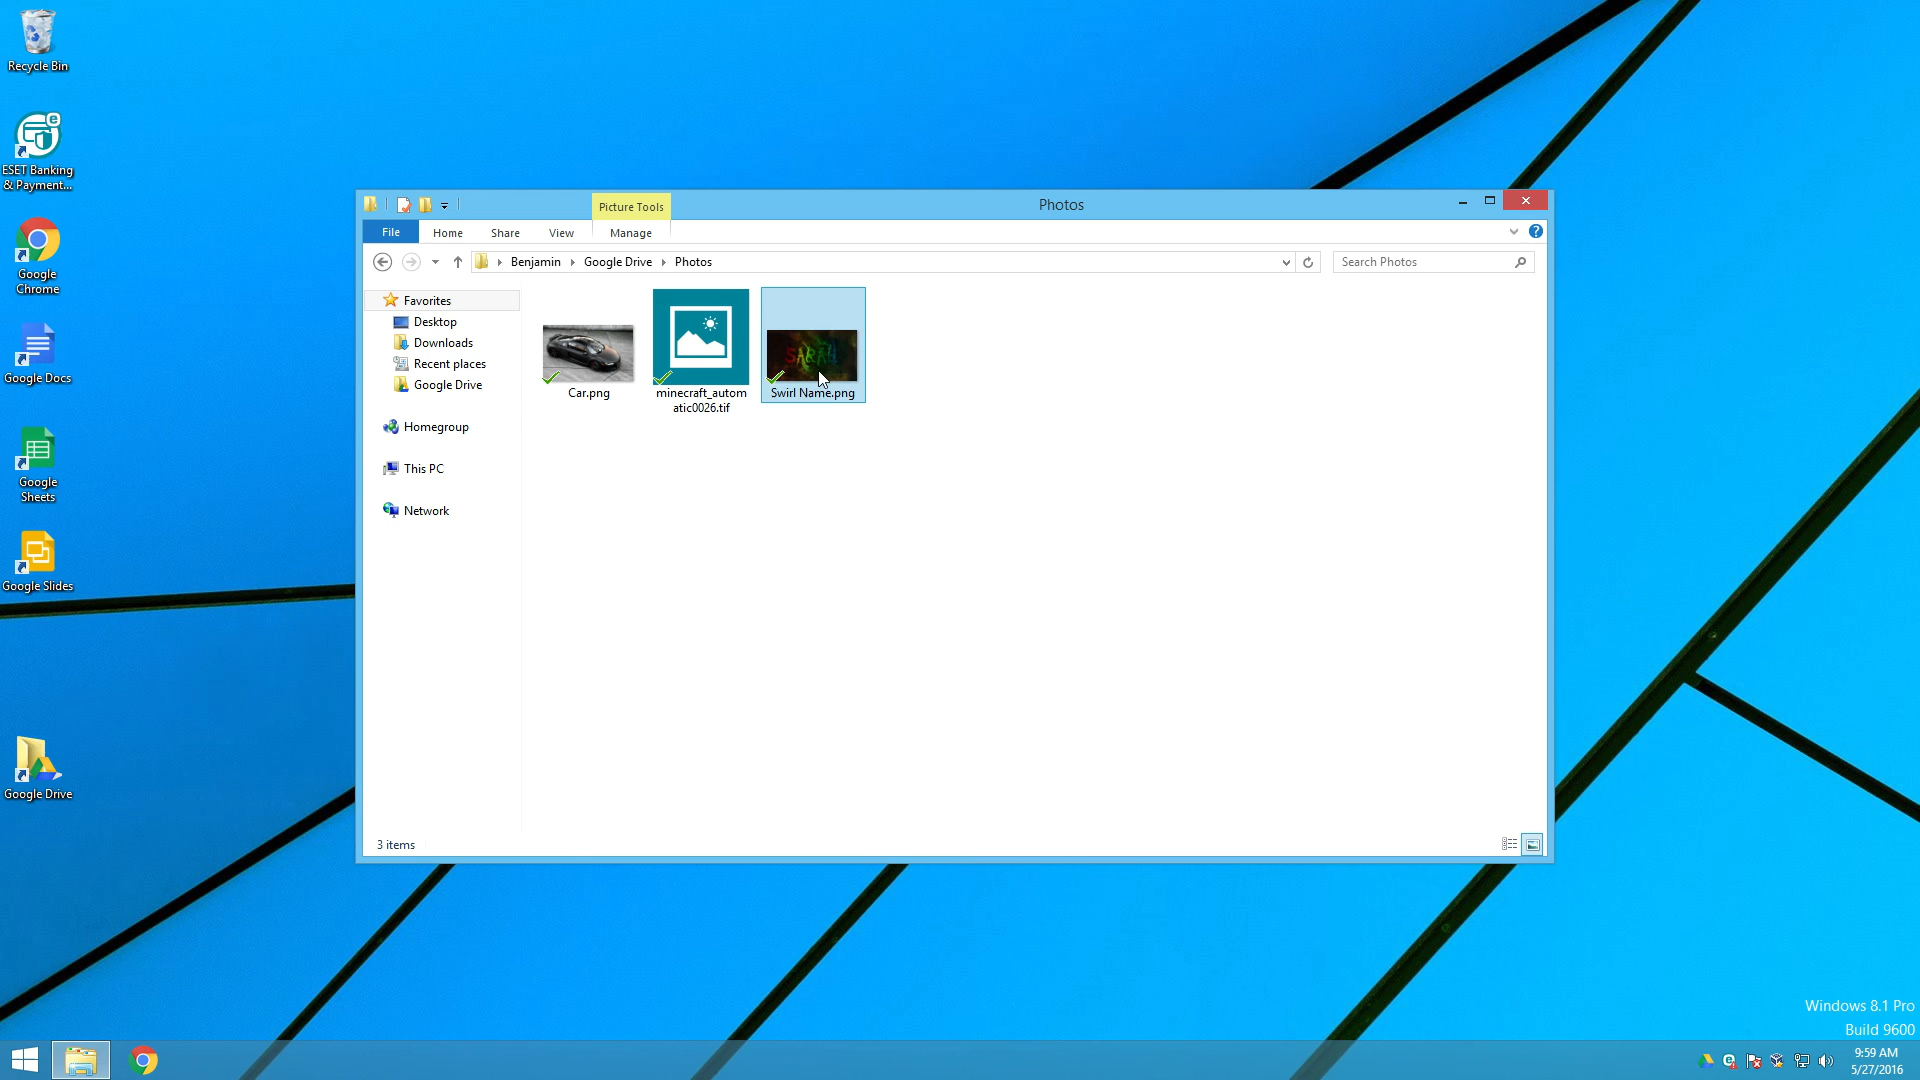 Recycle Bin
ESET Banking
& Payment...
Google
Chrome
Google Docs
Google
Sheets
Google Slides
Google Drive
Picture Tools
Photos
File
Home
Share
View
Manage
Benjamin
Google Drive
Photos
Search Photos
Favorites
Desktop
Downloads
Recent places
Google Drive
Homegroup
This PC
Network
Car.png
minecraft_autom
atic0026.tif
SARAH
Swirl Name.png
3 items
Windows 8.1 Pro
Build 9600
9:59 AM
5/27/2016